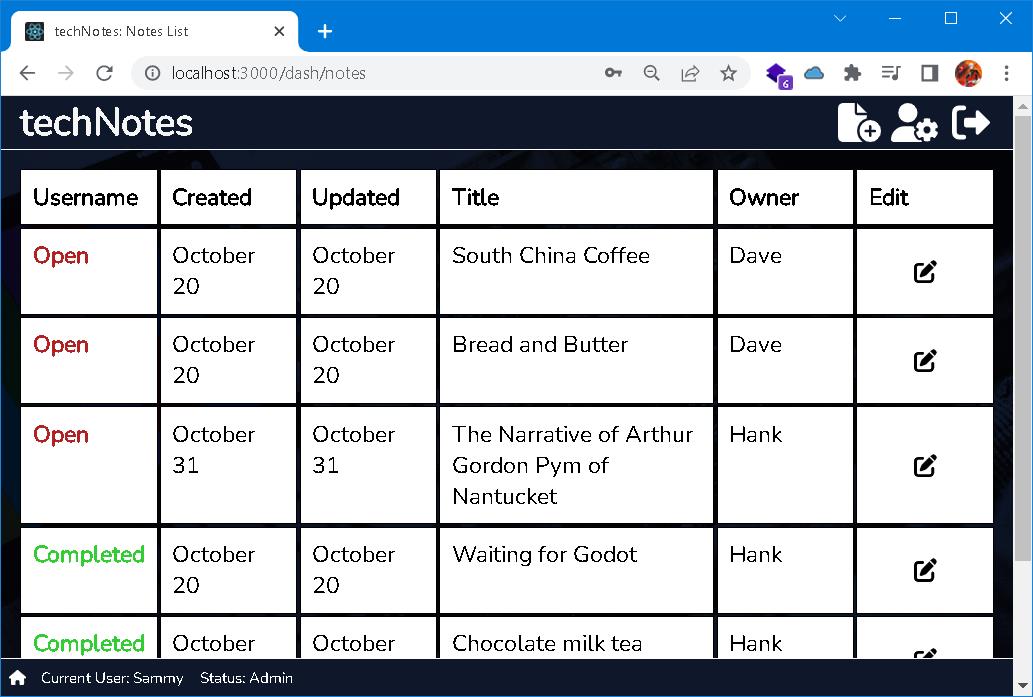 techNotes: Notes List
localhost:3000/dash/notes
6
techNotes
Username Created Updated Title Owner Edit
Open October 20 October 20 South China Coffee Dave
Open October 20 October 20 Bread and Butter Dave
Open October 31 October 31 The Narrative of Arthur Gordon Pym of Nantucket Hank
Completed October 20 October 20 Waiting for Godot Hank
Completed October October Chocolate milk tea Hank
Current User: Sammy Status: Admin